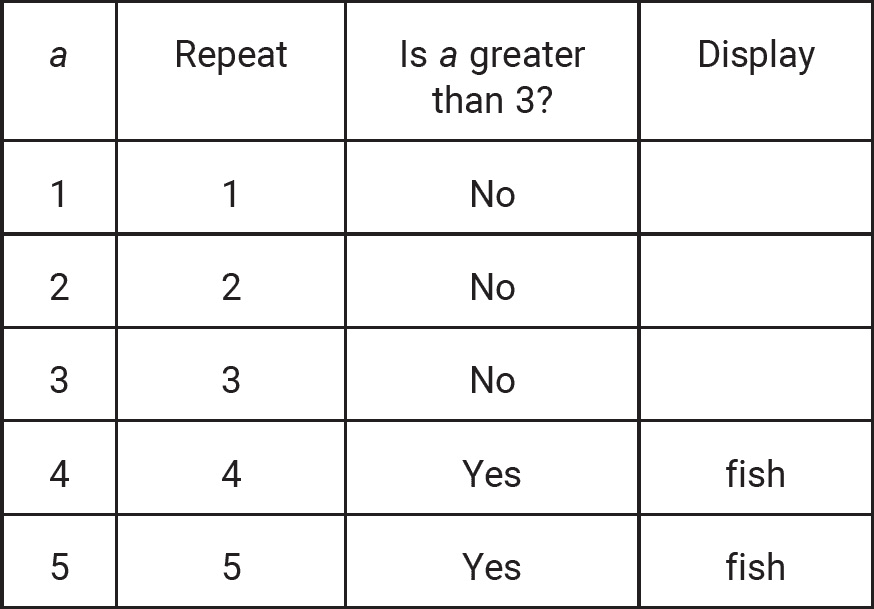 a Repeat Is a greater Display
than 3?
1 1 No
2 2 No
3 3 No
4 4 Yes fish
5 5 Yes fish